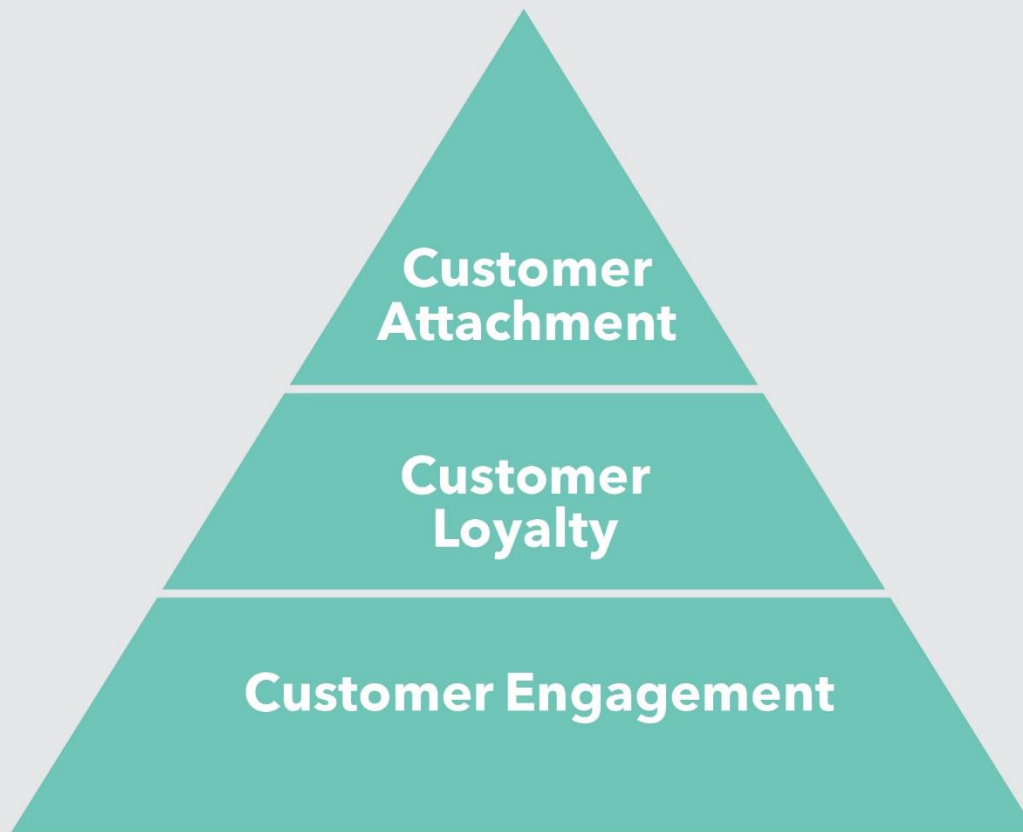 Customer
Attachment
Customer
Loyalty
Customer Engagement